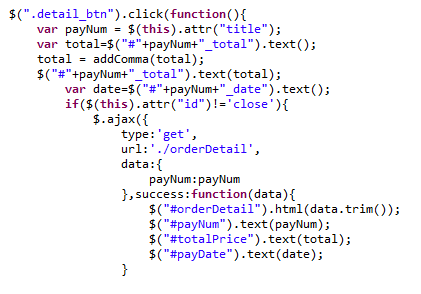 $(".detail_btn").click(function(){
    var payNum = $(this).attr("title");
    var total=$("#"+payNum+"_total").text();
    total = addComma(total);
    $("#"+payNum+"_total").text(total);
        var date=$("#"+payNum+"_date").text();
        if($(this).attr("id")!='close'){
            $.ajax({
                type:'get',
                url:'./orderDetail',
                data:{
                    payNum:payNum
                },success:function(data){
                    $("#orderDetail").html(data.trim());
                    $("#payNum").text(payNum);
                    $("#totalPrice").text(total);
                    $("#payDate").text(date);
                }